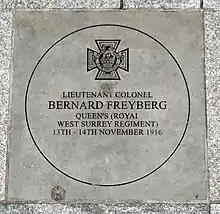 LIEUTENANT COLONEL
BERNARD FREYBERG
QUEEN'S (ROYAL
WEST SURREY REGIMENT)
13TH - 14TH NOVEMBER 1916